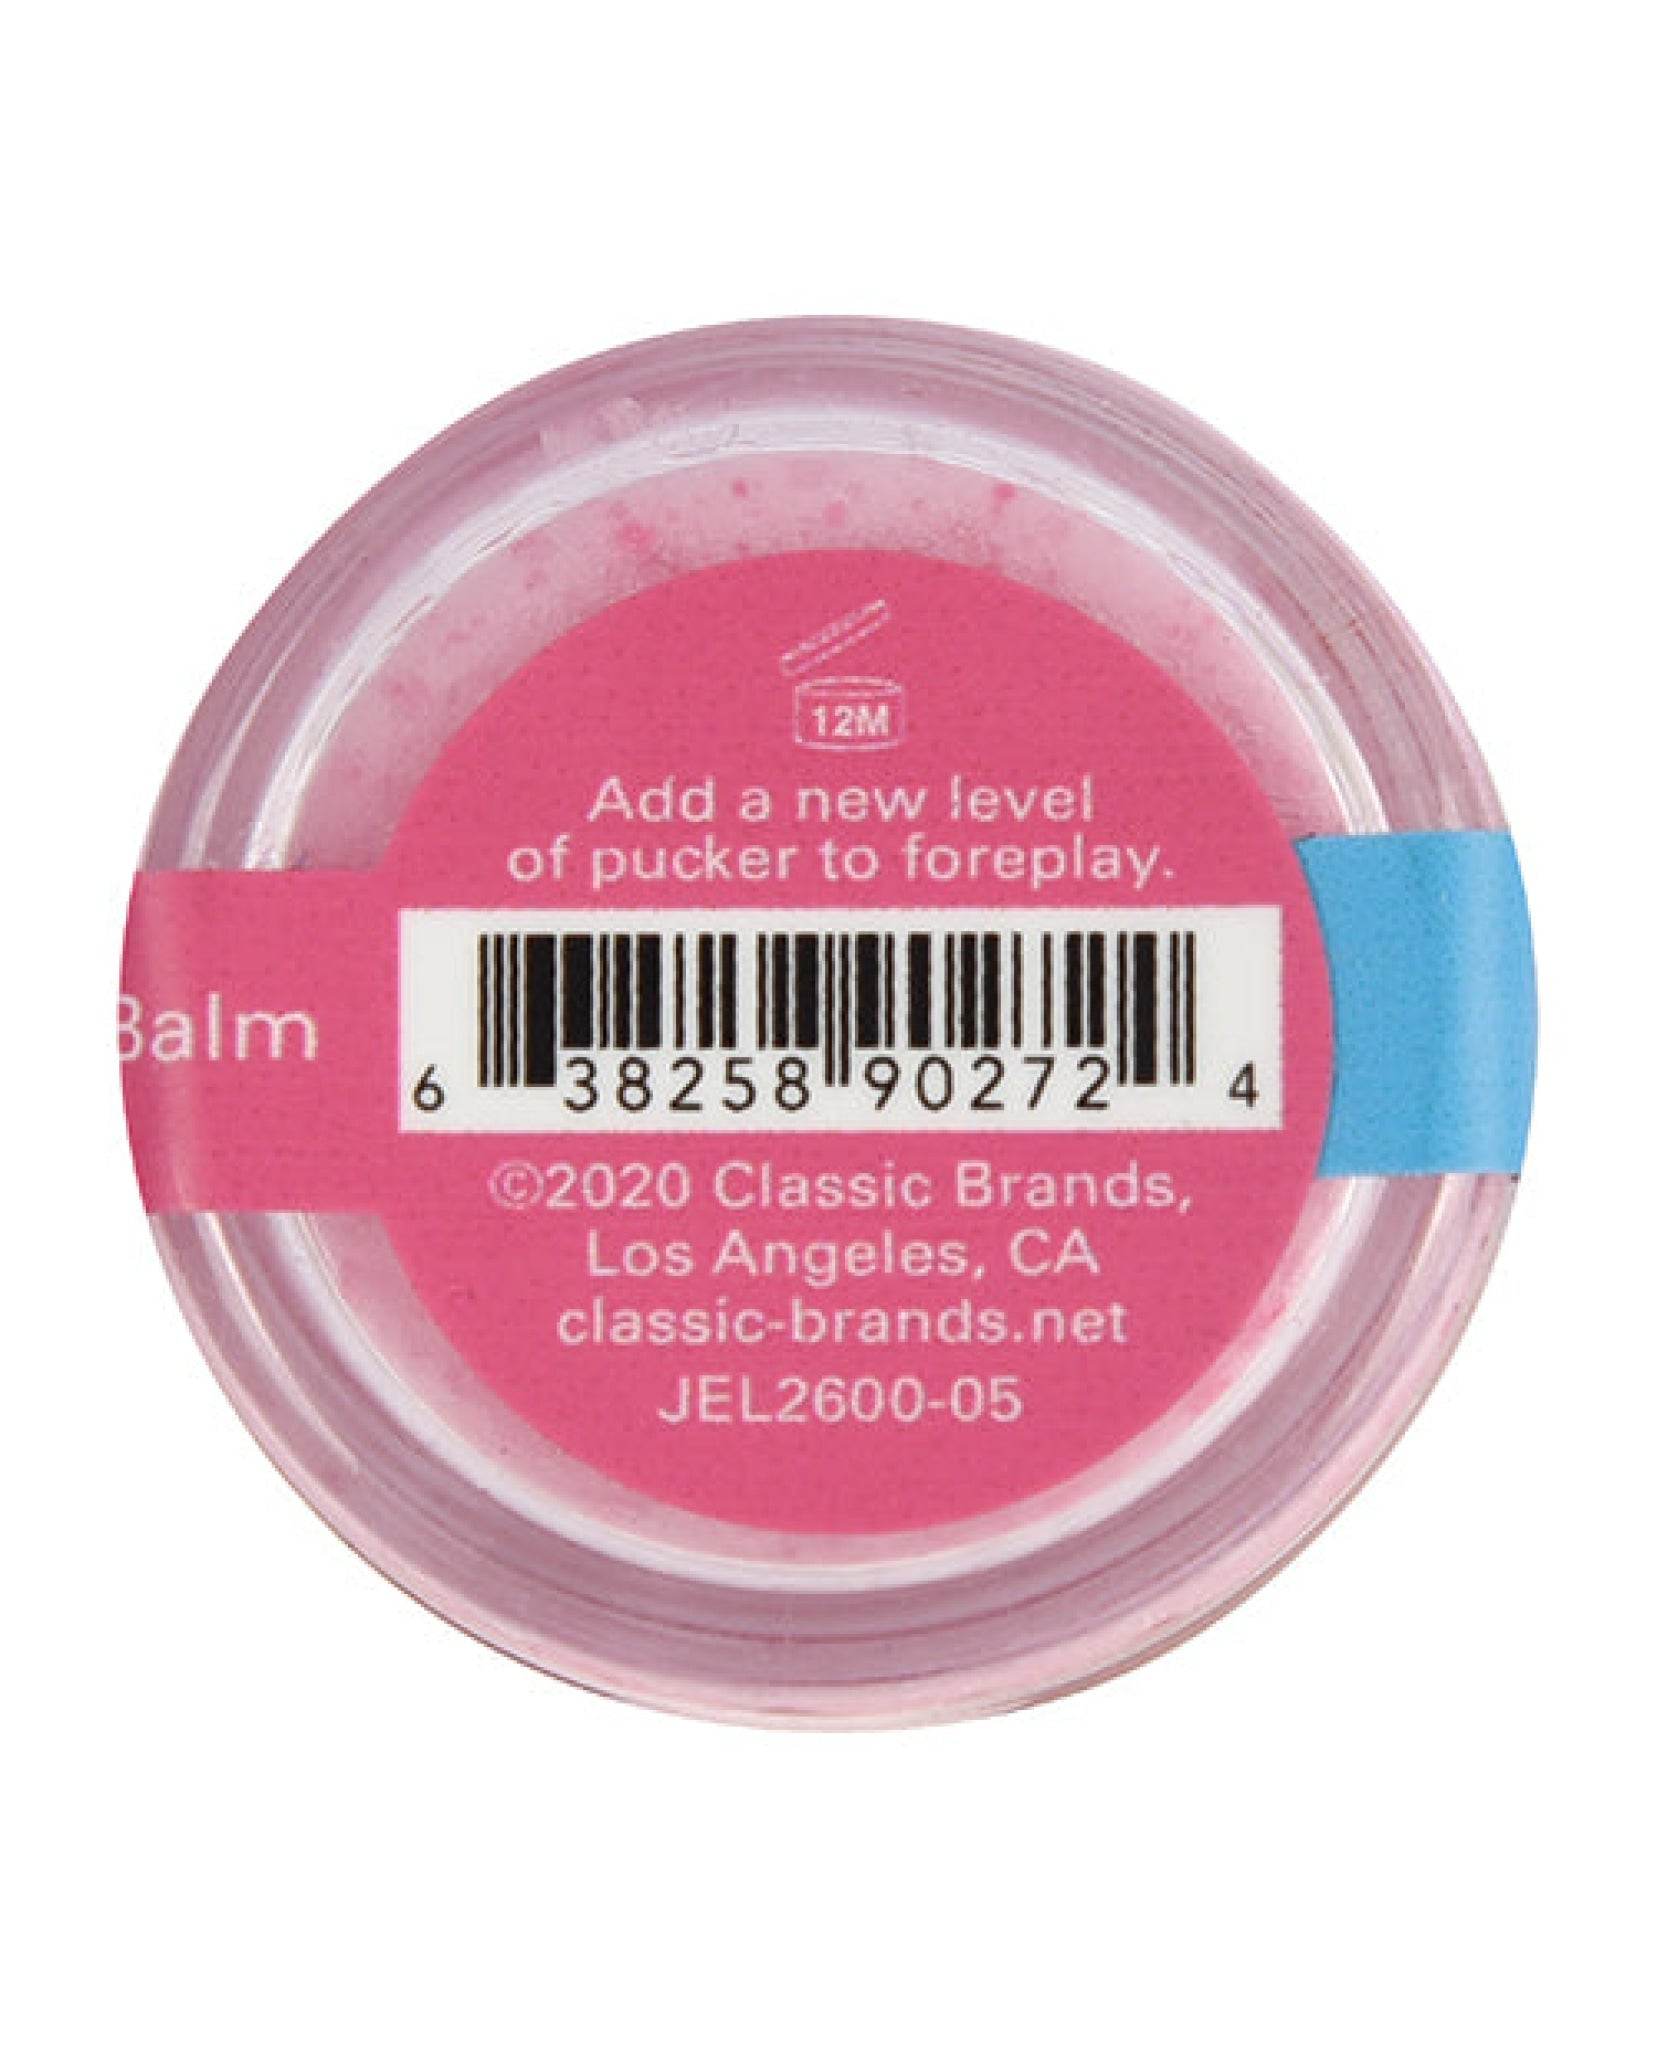 12M
Add a new level
of pucker to foreplay.
Balm
6 38258 90272 4
©2020 Classic Brands,
Los Angeles, CA
classic-brands.net
JEL2600-05